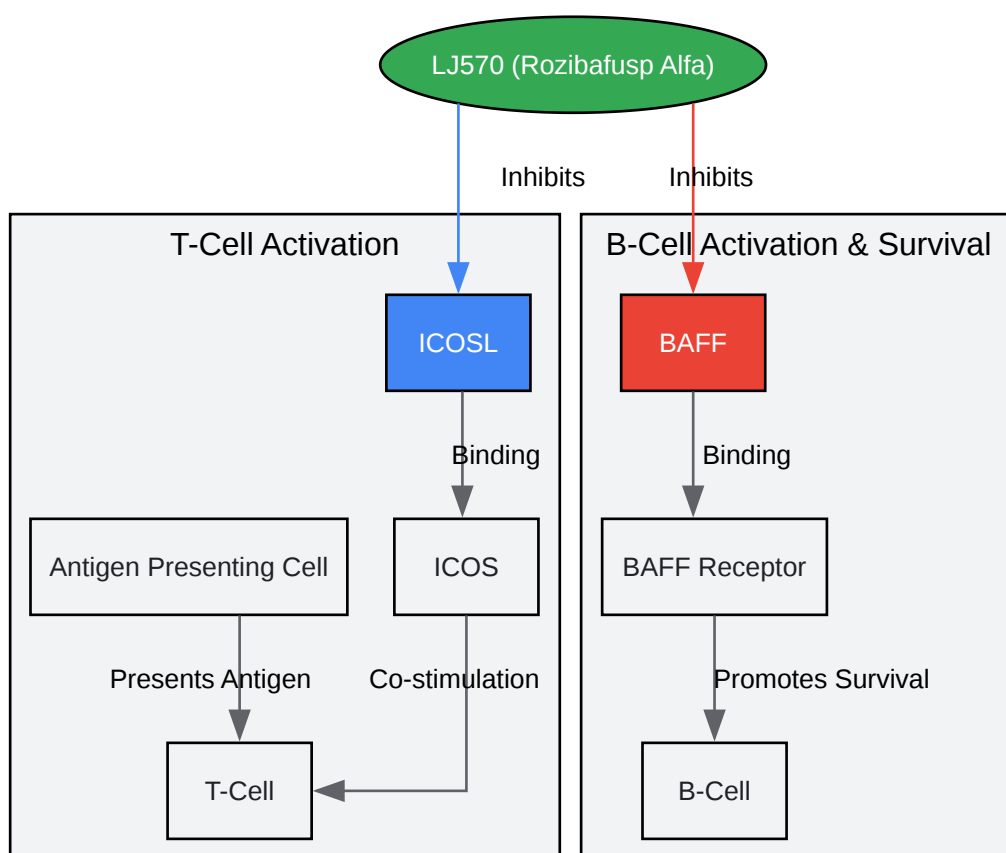 LJ570 (Rozibafusp Alfa)
Inhibits
Inhibits
T-Cell Activation
B-Cell Activation & Survival
ICOSL
BAFF
Binding
Binding
Antigen Presenting Cell
ICOS
BAFF Receptor
Presents Antigen
Co-stimulation
Promotes Survival
T-Cell
B-Cell